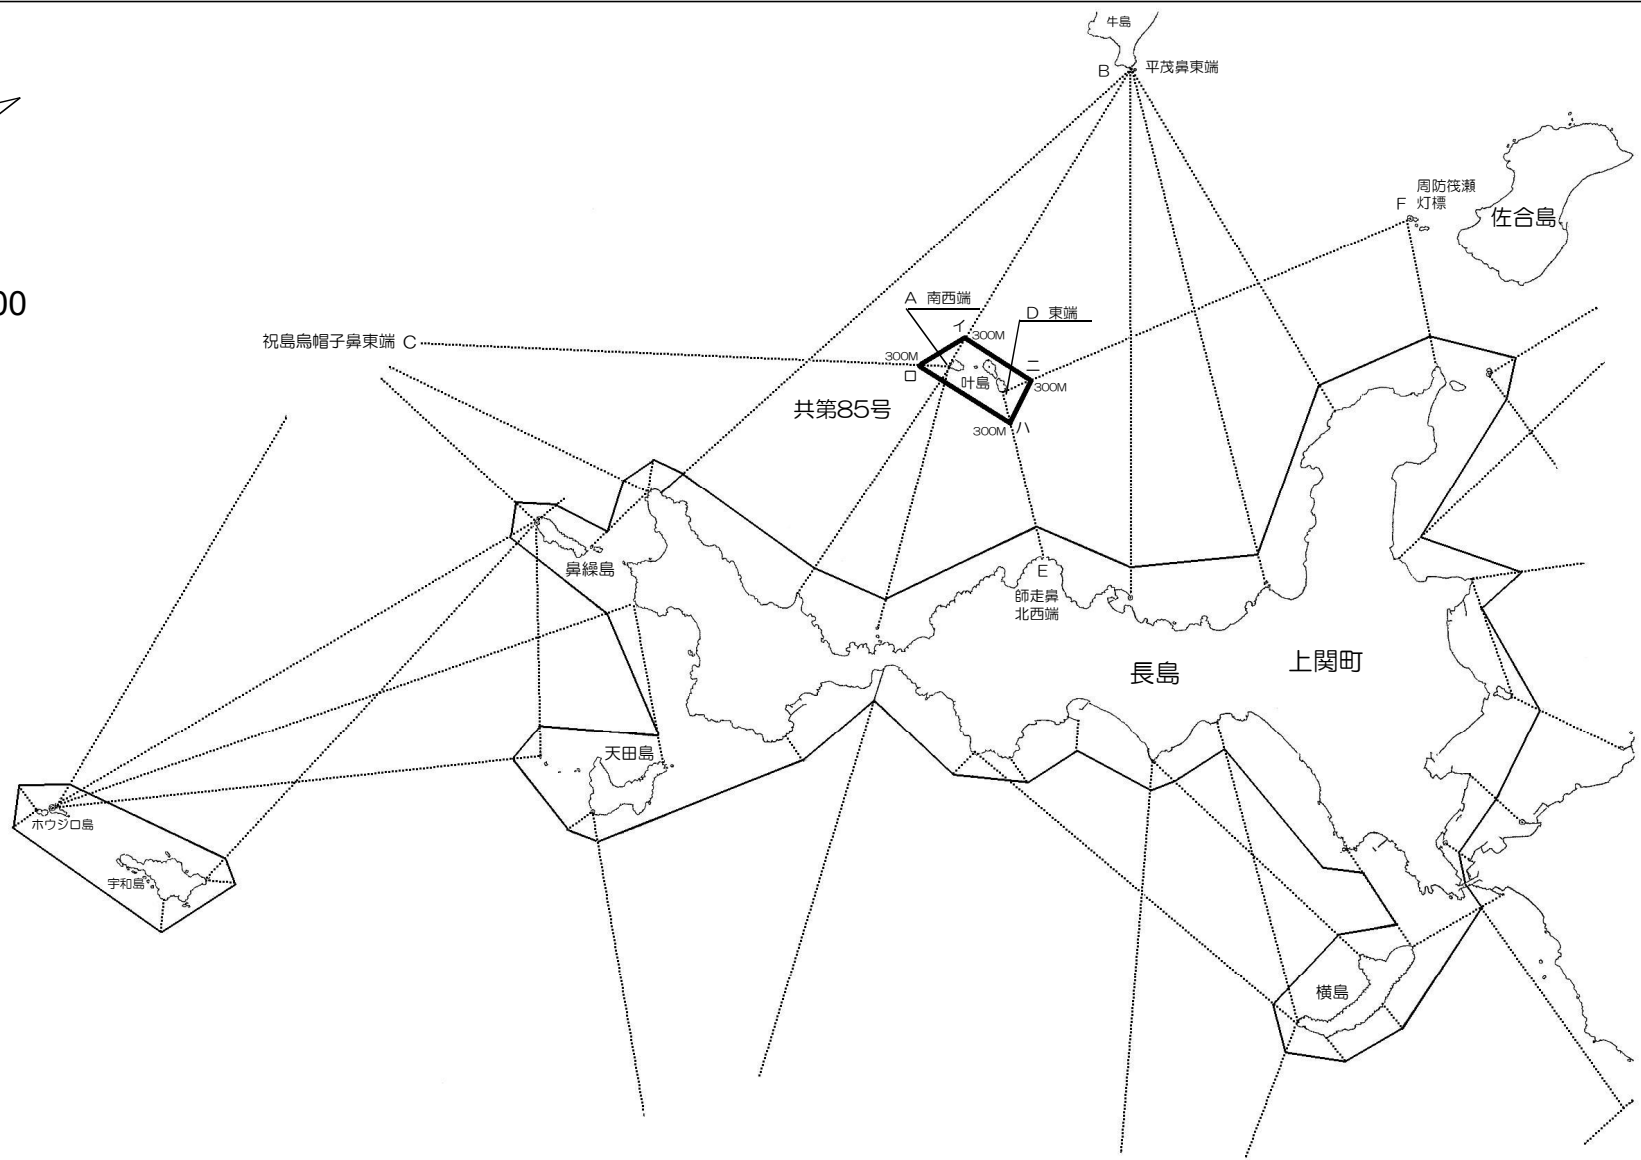 牛島
B 平茂鼻東端
周防筏瀬
F 灯標
佐合島
00
A 南西端
D 東端
イ
300M
祝島烏帽子鼻東端 C
300M
ロ
叶島
ニ
300M
共第85号
300M
ハ
鼻繰島
E
師走鼻
北西端
長島
上関町
天田島
ホウジロ島
宇和島
横島